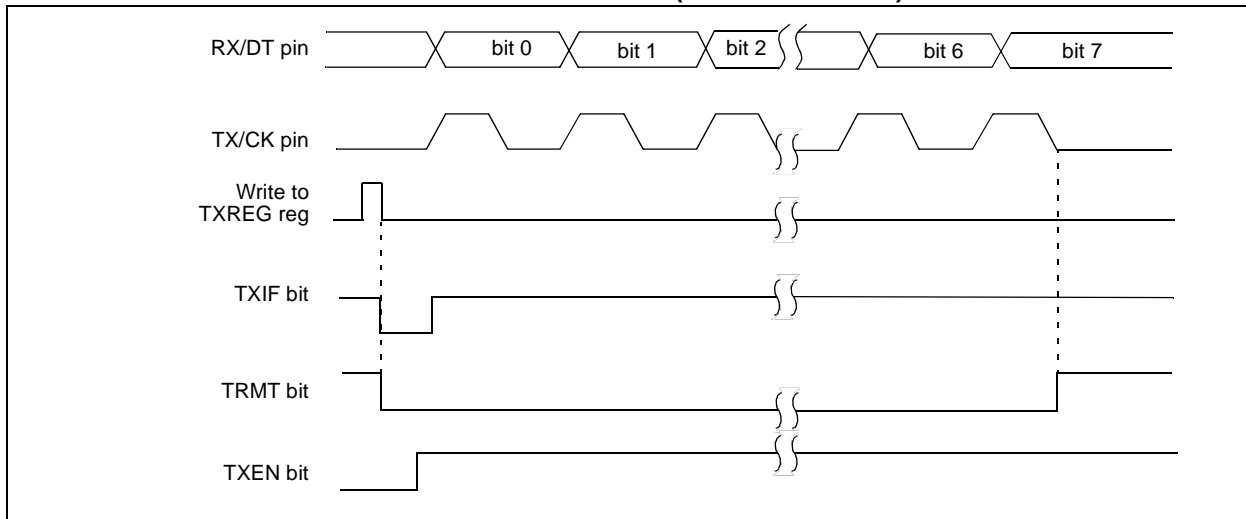 RX/DT pin
bit 0 bit 1 bit 2 bit 6 bit 7
TX/CK pin
Write to
TXREG reg
TXIF bit
TRMT bit
TXEN bit